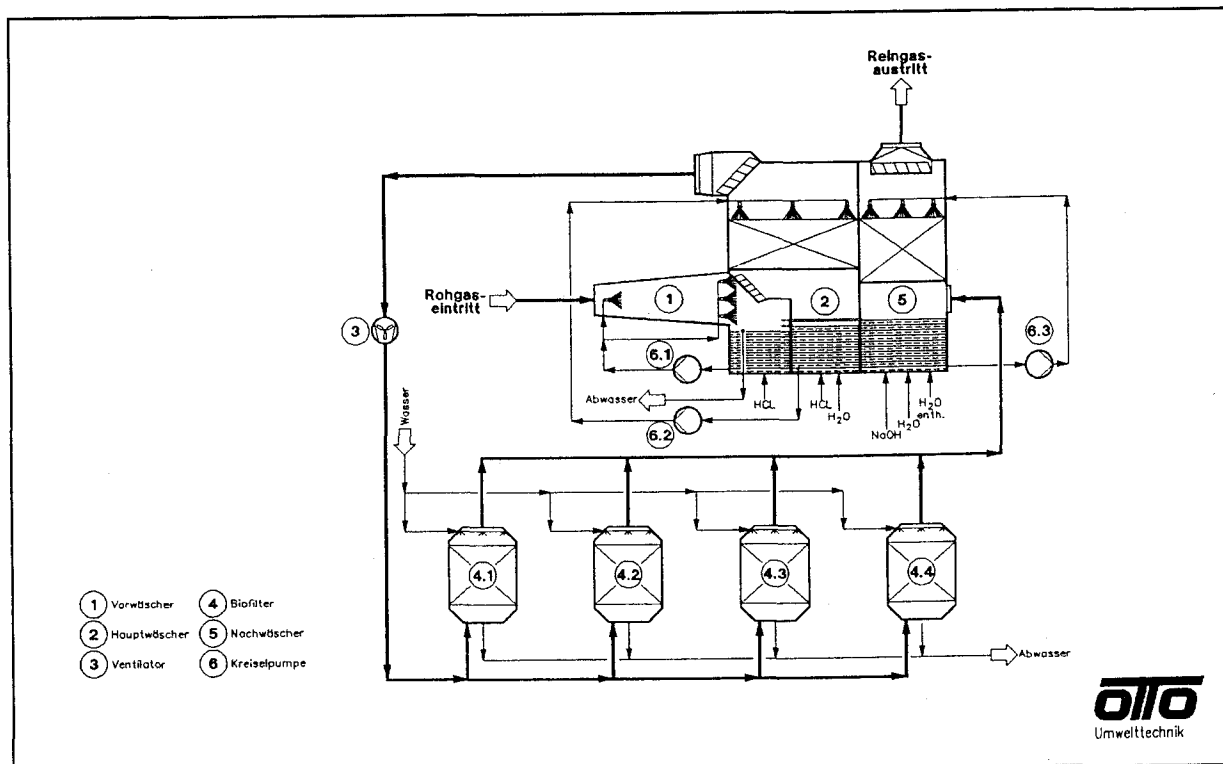 Reingas-
austritt
Rohgas-
eintritt
1
2
5
3
6.1
6.3
Abwasser
HCL
HCL
H2O
NaOH
H2O
H2O
enth.
6.2
Wasser
4.1
4.2
4.3
4.4
1 Vorwäscher
4 Biofilter
2 Hauptwäscher
5 Nachwäscher
3 Ventilator
6 Kreiselpumpe
Abwasser
OTTO
Umwelttechnik